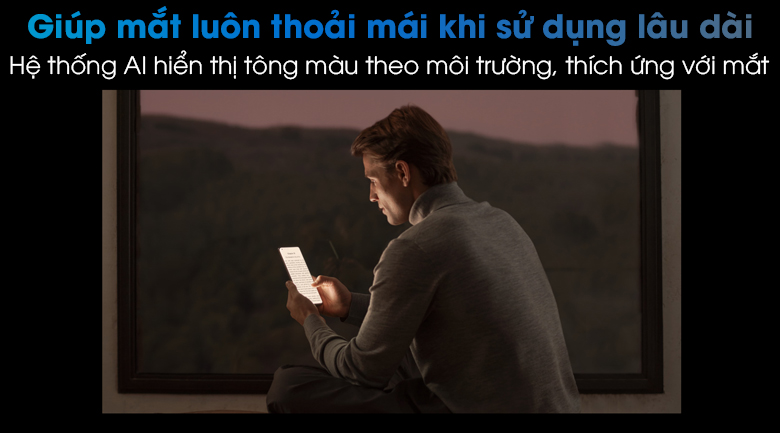 Giúp mắt luôn thoải mái khi sử dụng lâu dài
Hệ thống AI hiển thị tông màu theo môi trường, thích ứng với mắt